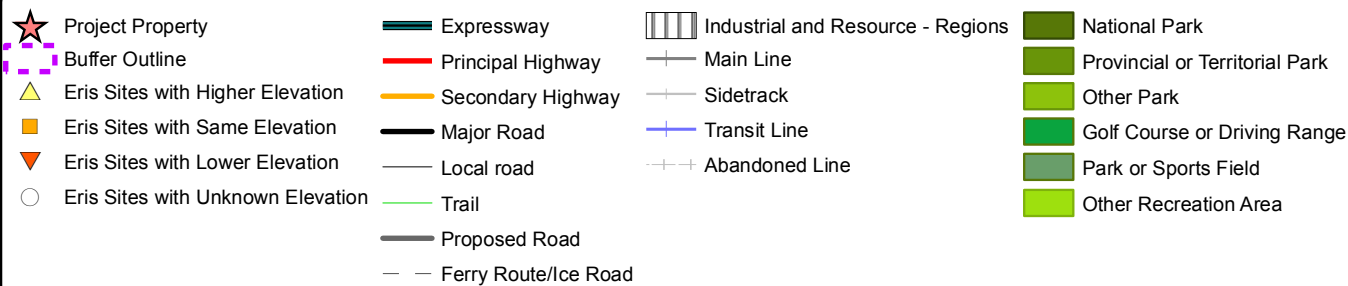 Project Property
Buffer Outline
Eris Sites with Higher Elevation
Eris Sites with Same Elevation
Eris Sites with Lower Elevation
Eris Sites with Unknown Elevation
Expressway
Principal Highway
Secondary Highway
Major Road
Local road
Trail
Proposed Road
Ferry Route/Ice Road
Industrial and Resource - Regions
Main Line
Sidetrack
Transit Line
Abandoned Line
National Park
Provincial or Territorial Park
Other Park
Golf Course or Driving Range
Park or Sports Field
Other Recreation Area